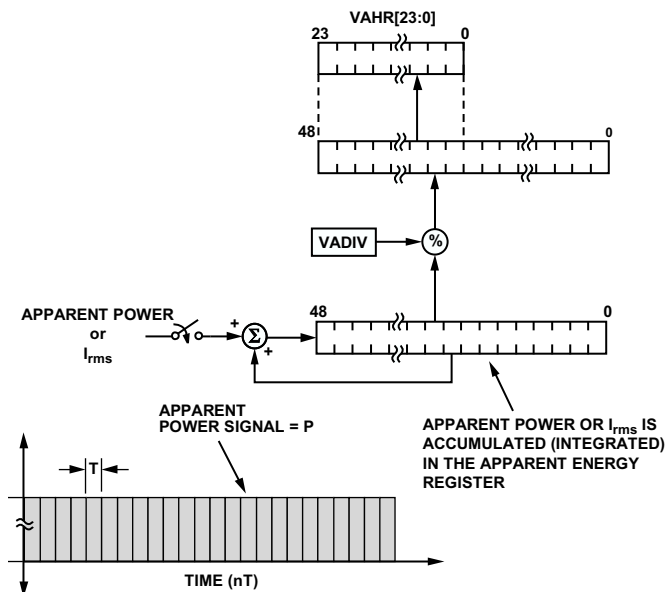 VAHR[23:0]
23 0
48 0
VADIV %
48 0
APPARENT POWER
or
Irms
+
Σ
+
APPARENT
POWER SIGNAL = P
APPARENT POWER OR Irms IS
ACCUMULATED (INTEGRATED)
IN THE APPARENT ENERGY
REGISTER
T
TIME (nT)